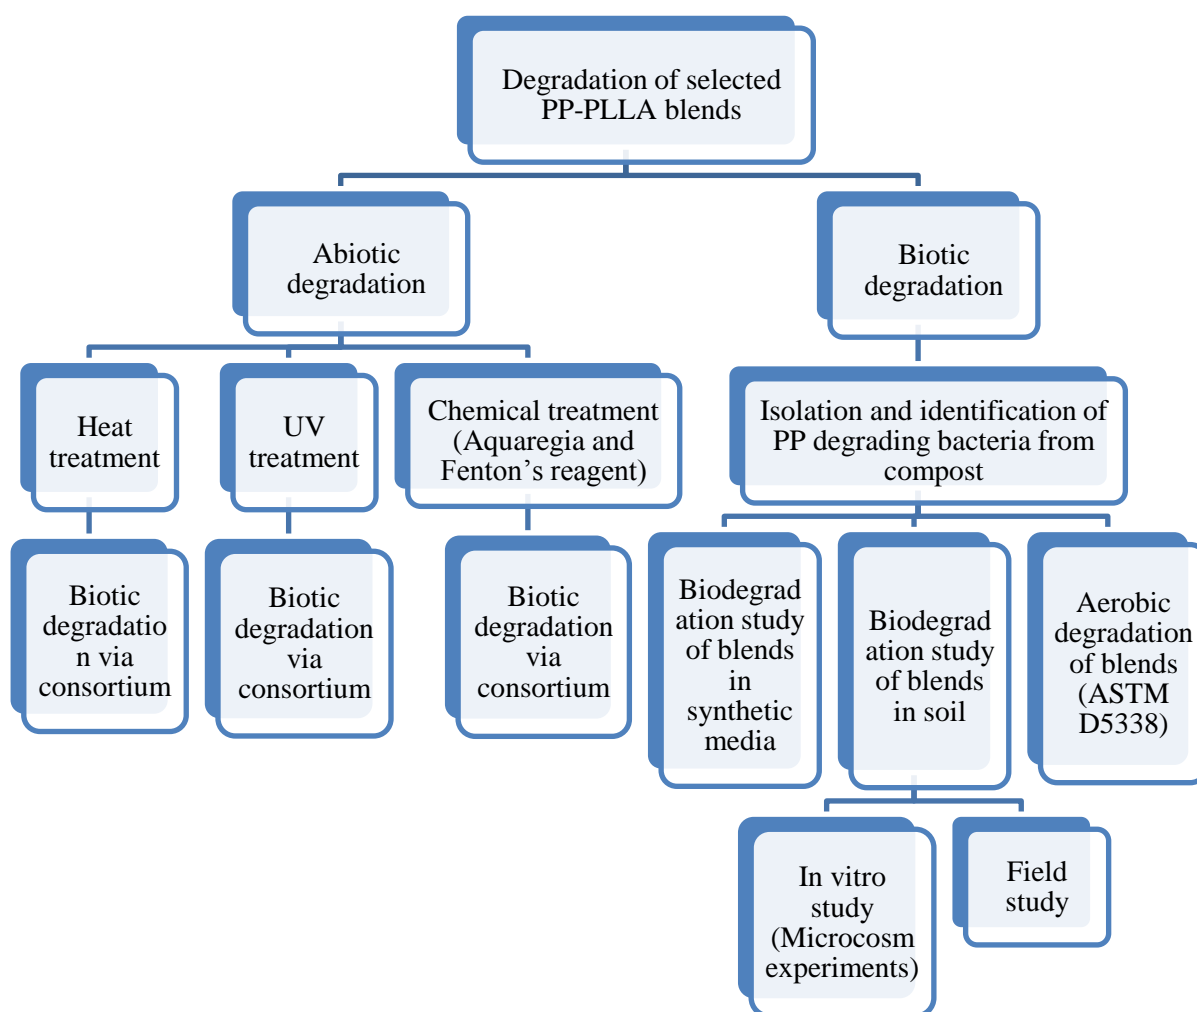 Degradation of selected
PP-PLLA blends
Abiotic
degradation
Biotic
degradation
Heat
treatment
UV
treatment
Chemical treatment
(Aquaregia and
Fenton's reagent)
Isolation and identification of
PP degrading bacteria from
compost
Biotic
degradatio
n via
consortium
Biotic
degradation
via
consortium
Biotic
degradation
via
consortium
Biodegrad
ation study
of blends
in
synthetic
media
Biodegrad
ation study
of blends
in soil
Aerobic
degradation
of blends
(ASTM
D5338)
In vitro
study
(Microcosm
experiments)
Field
study